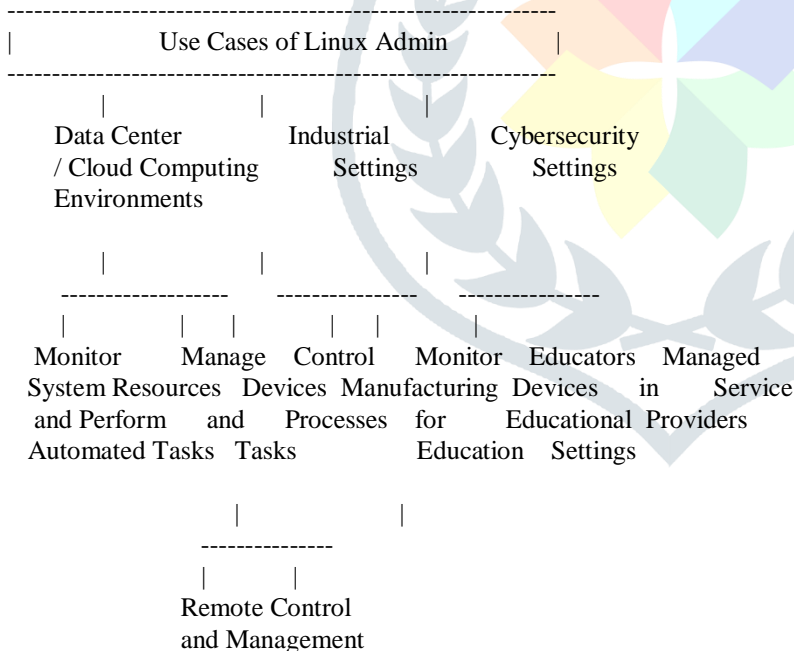 --------------------------------------------------------------
| Use Cases of Linux Admin |
--------------------------------------------------------------
| | |
Data Center Industrial Cybersecurity
/ Cloud Computing Settings Settings
Environments
| | |
------------------- ---------------- ----------------
| | | | | |
Monitor Manage Control Monitor Educators Managed
System Resources Devices Manufacturing Devices in Service
and Perform and Processes for Educational Providers
Automated Tasks Tasks Education Settings
| |
---------------
| |
Remote Control
and Management